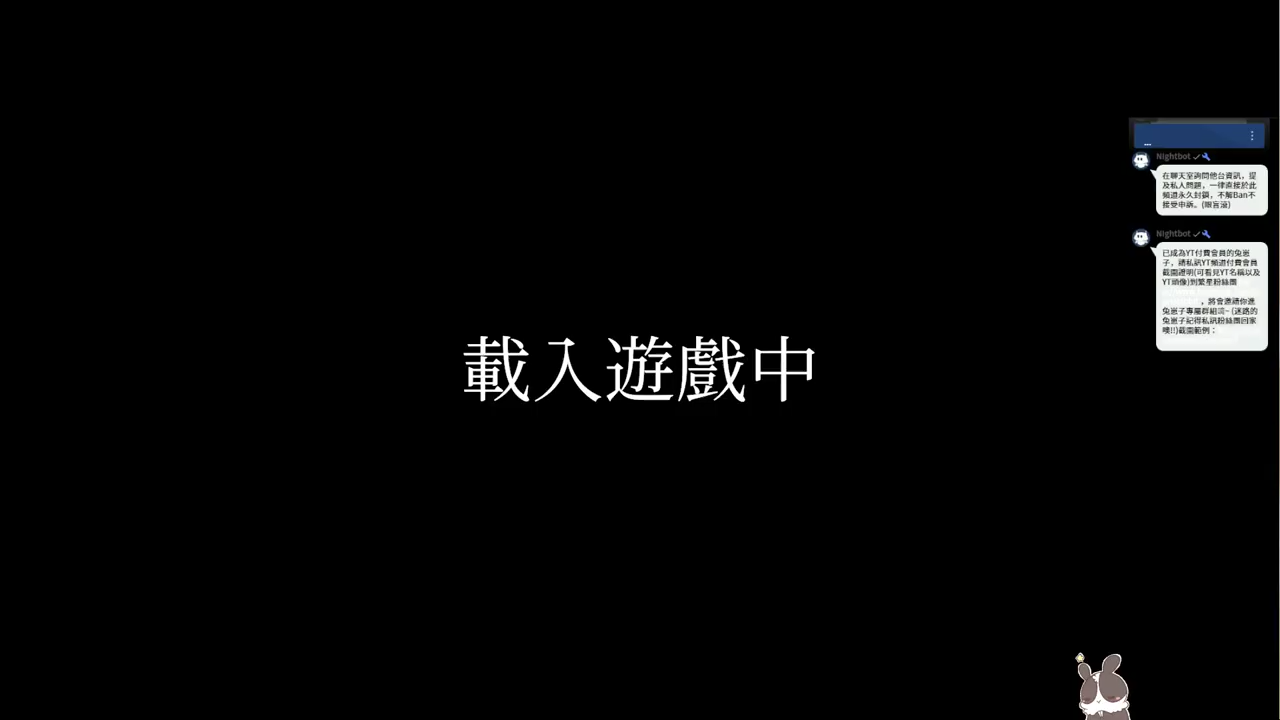 載入遊戲中
...
Nightbot
在聊天室詢問他台資訊，提
及私人問題，一律直接於此
頻道永久封鎖，不解Ban不
接受申訴。(眼盲滾)
Nightbot
已成為YT付費會員的兔崽
子，請私訊YT頻道付費會員
截圖證明(可看見YT名稱以及
YT頭像)到繁星粉絲團
，將會邀請你進
兔崽子專屬群組唷~ (迷路的
兔崽子記得私訊粉絲團回家
噢!!)截圖範例：